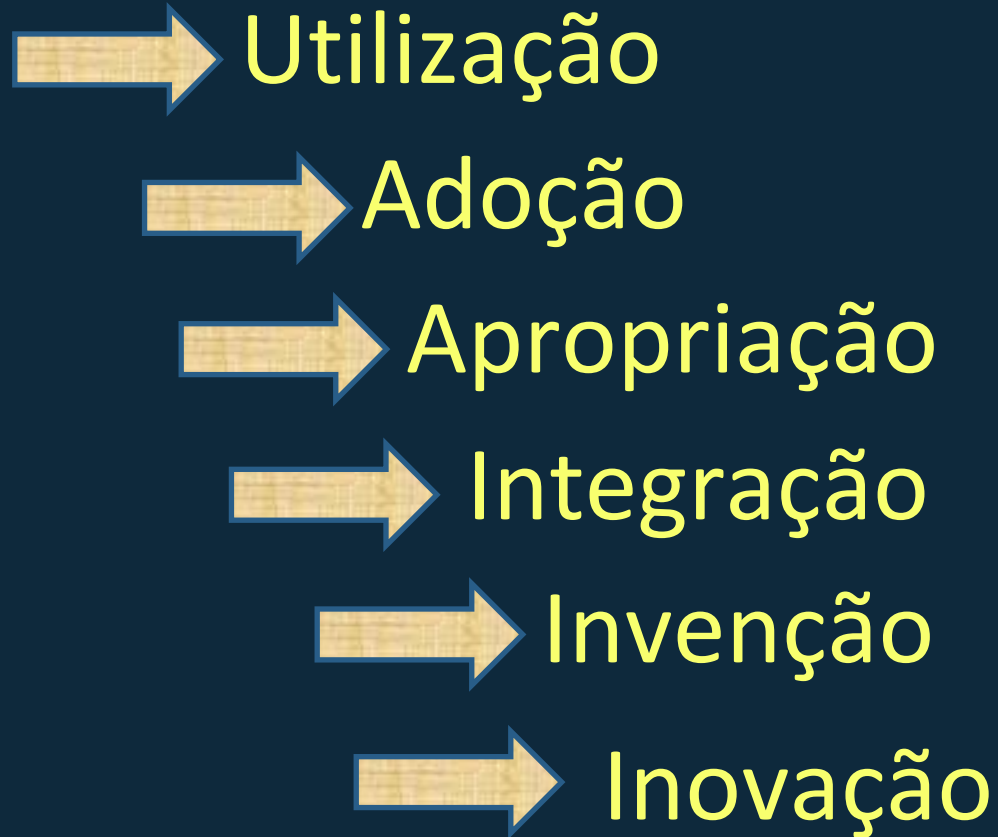 Utilização
Adoção
Apropriação
Integração
Invenção
Inovação